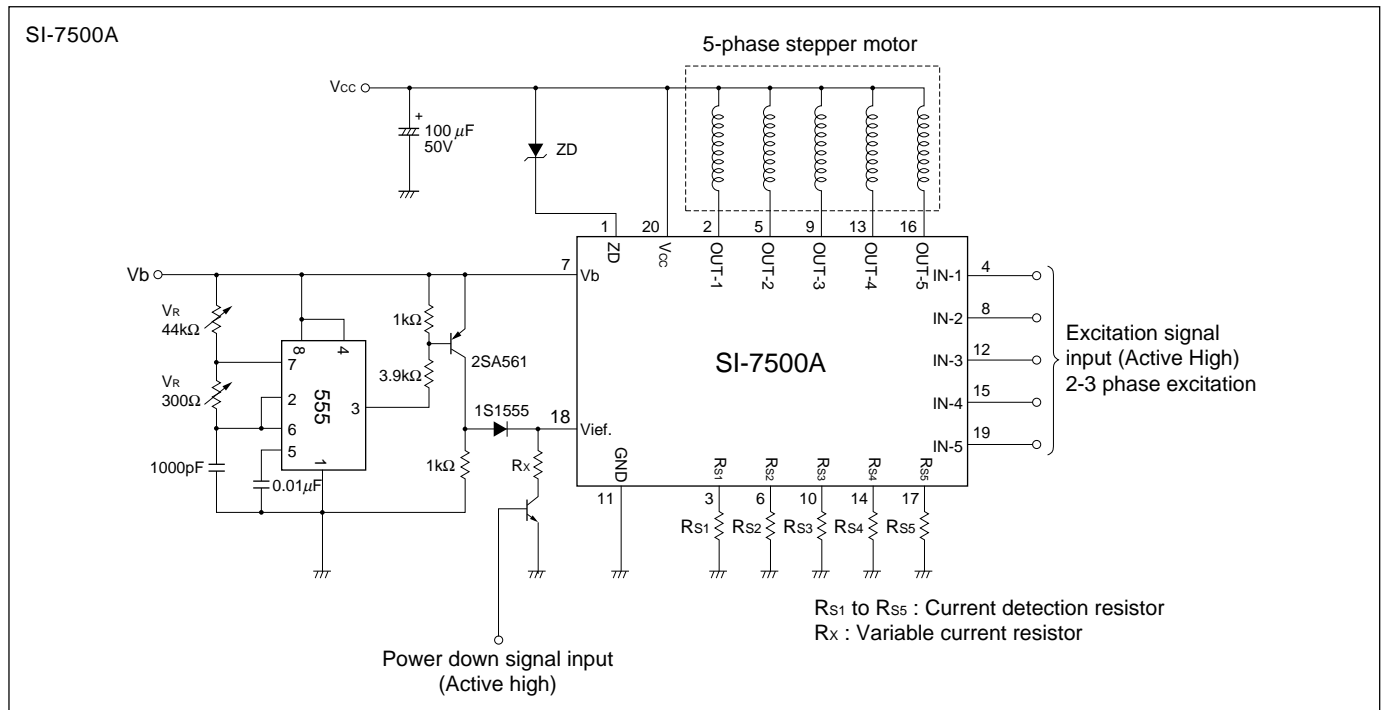 SI-7500A
5-phase stepper motor
Vcc
+
100 µF
50V
ZD
1
20
2
5
9
13
16
ZD
Vcc
OUT-1
OUT-2
OUT-3
OUT-4
OUT-5
Vb
7
Vb
IN-1
4
IN-2
8
IN-3
12
IN-4
15
IN-5
19
SI-7500A
Excitation signal
input (Active High)
2-3 phase excitation
VR
44kΩ
VR
300Ω
1000pF
8
4
7
2
6
5
1
3
555
0.01µF
1kΩ
3.9kΩ
2SA561
1S1555
1kΩ
RX
18
Vief.
GND
RS1
RS2
RS3
RS4
RS5
11
3
6
10
14
17
RS1
RS2
RS3
RS4
RS5
RS1 to RS5 : Current detection resistor
RX : Variable current resistor
Power down signal input
(Active high)